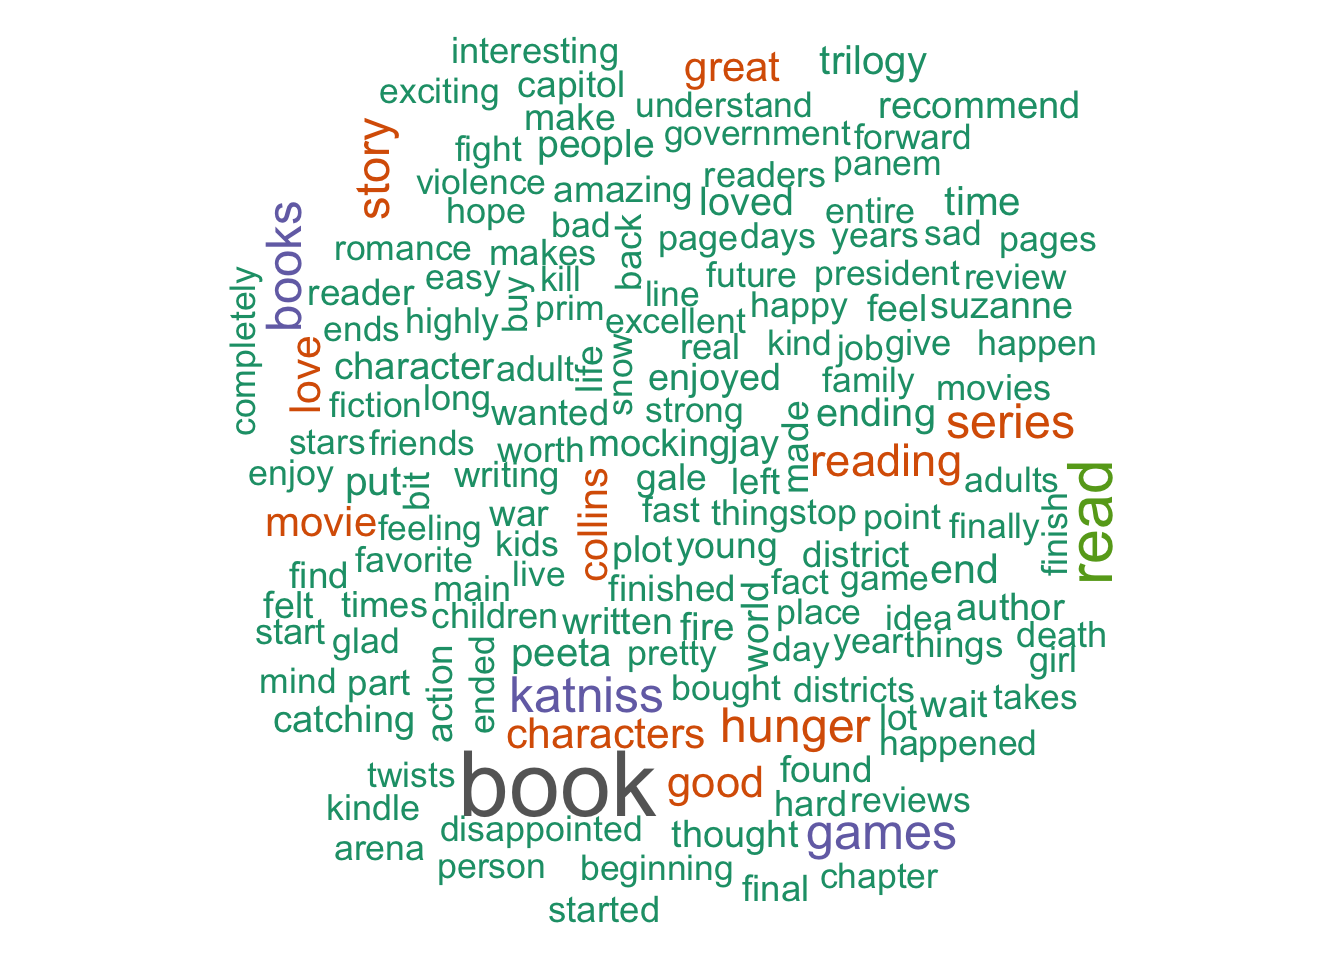 interesting
great
trilogy
exciting
capitol
understand
recommend
make
story
fight
people
government
forward
violence
amazing
readers
panem
hope
loved
entire
time
books
bad
back
romance
makes
page
days
years
sad
pages
completely
reader
easy
kill
future
president
review
buy
prim
line
happy
feel
suzanne
ends
highly
excellent
love
real
kind
job
give
happen
character
adult
life
snow
enjoyed
family
movies
fiction
long
wanted
strong
made
ending
series
stars
friends
worth
mockingjay
reading
enjoy
put
bit
writing
collins
gale
left
adults
read
movie
feeling
war
fast
thing
stop
point
finally
finish
kids
plot
young
district
favorite
find
main
live
finished
fact
game
end
felt
times
children
written
fire
world
place
idea
author
start
glad
death
action
ended
peeta
pretty
day
year
things
girl
mind
part
katniss
bought
districts
lot
wait
takes
catching
characters
hunger
happened
twists
book
good
found
kindle
hard
reviews
arena
disappointed
thought
games
person
beginning
final
chapter
started